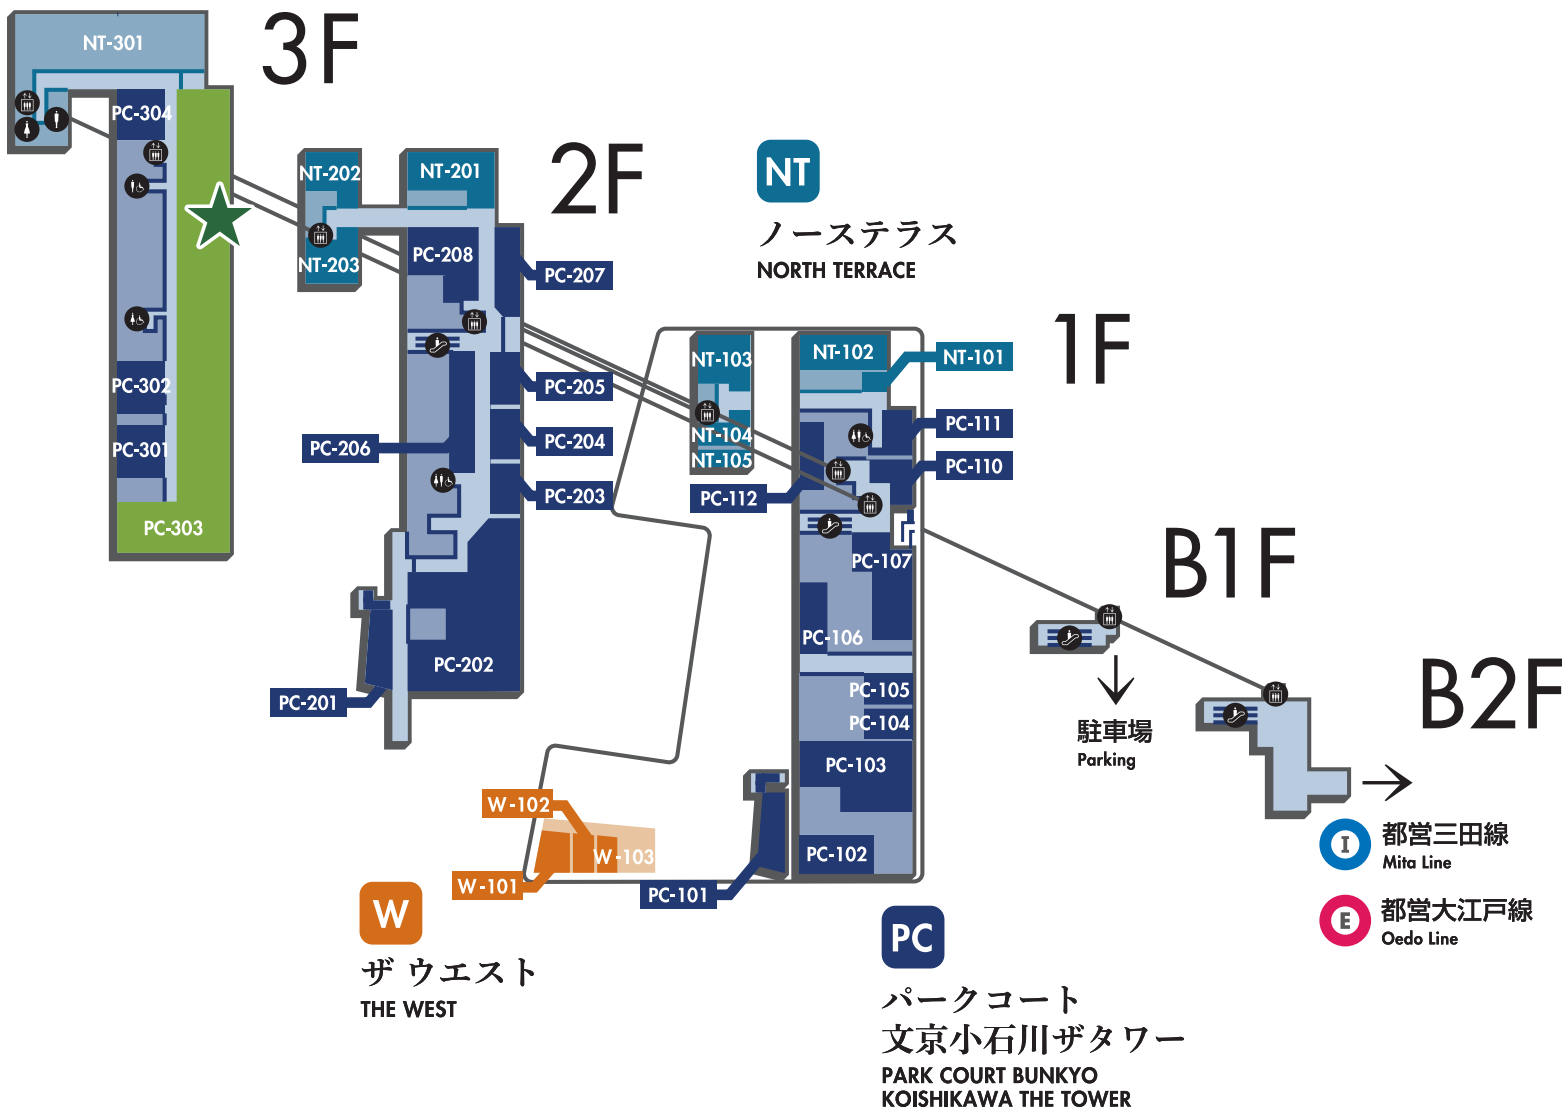 3F
NT-301
PC-304
PC-302
PC-301
PC-303
2F
NT-202
NT-201
NT-203
PC-208
PC-207
PC-205
PC-206
PC-204
PC-203
PC-202
PC-201
NT
ノーステラス
NORTH TERRACE
1F
NT-103
NT-102
NT-101
NT-104
NT-105
PC-111
PC-110
PC-112
PC-107
PC-106
PC-105
PC-104
PC-103
PC-102
PC-101
W-102
W-103
W-101
W
ザ ウエスト
THE WEST
PC
パークコート
文京小石川ザタワー
PARK COURT BUNKYO
KOISHIKAWA THE TOWER
B1F
駐車場
Parking
B2F
I
都営三田線
Mita Line
E
都営大江戸線
Oedo Line